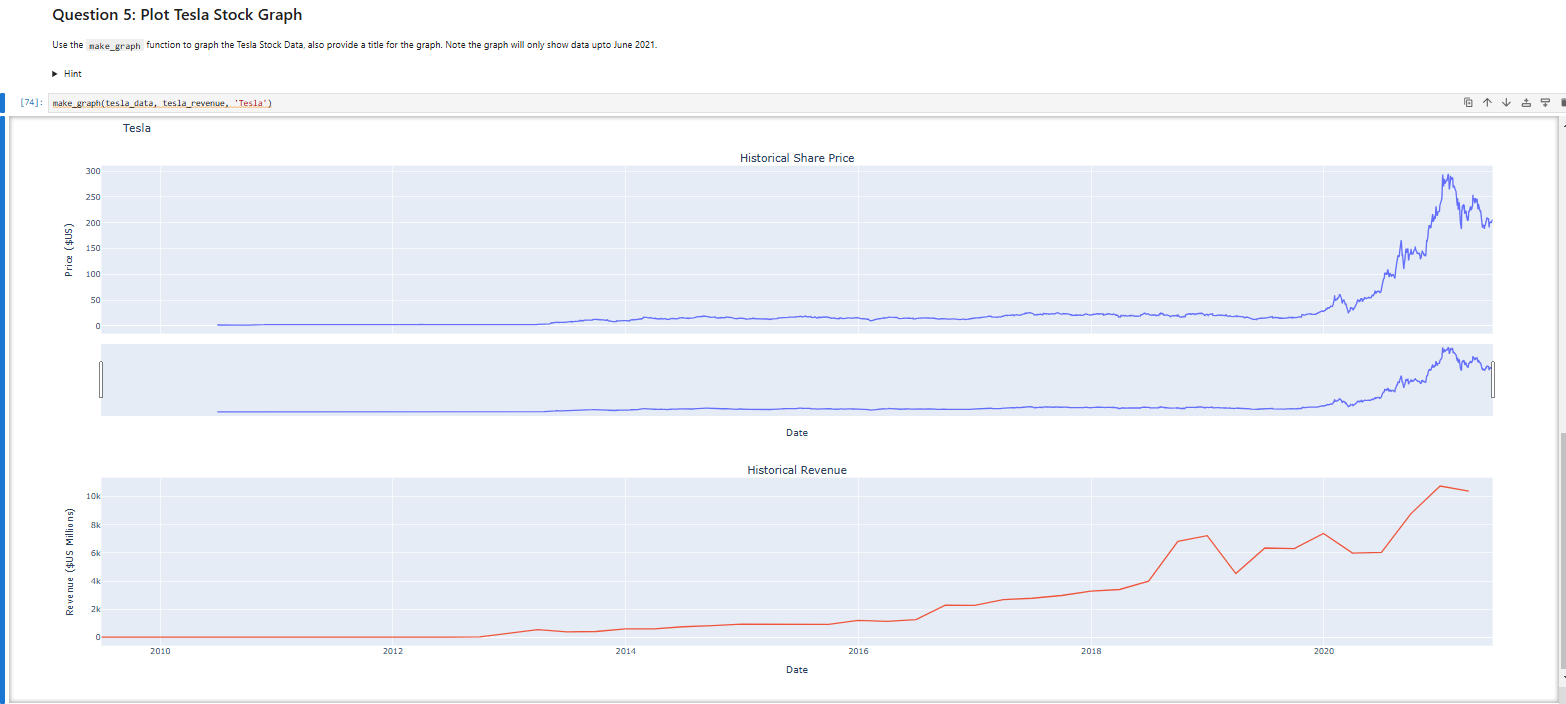 Question 5: Plot Tesla Stock Graph
Use the make_graph function to graph the Tesla Stock Data, also provide a title for the graph. Note the graph will only show data upto June 2021.
Hint
[74]: make_graph(tesla_data, tesla_revenue, 'Tesla')
Tesla
Historical Share Price
Price ($US)
300
250
200
150
100
50
0
Date
Historical Revenue
Revenue ($US Millions)
10k
8k
6k
4k
2k
0
2010 2012 2014 2016 2018 2020
Date